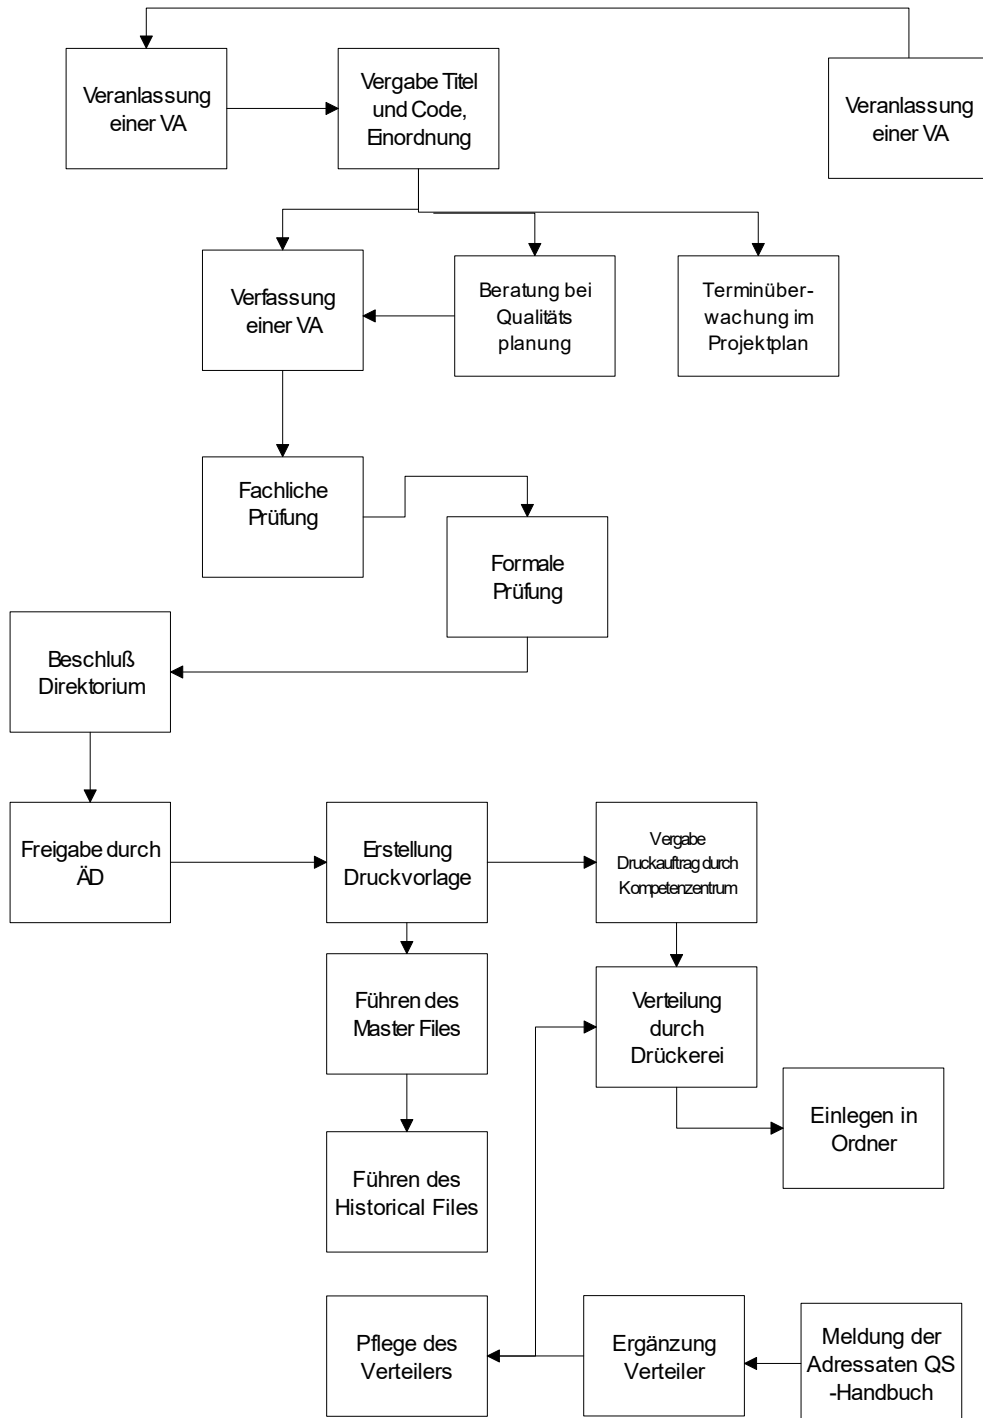 Veranlassung
einer VA
Vergabe Titel
und Code,
Einordnung
Veranlassung
einer VA
Verfassung
einer VA
Beratung bei
Qualitäts
planung
Terminüber-
wachung im
Projektplan
Fachliche
Prüfung
Formale
Prüfung
Beschluß
Direktorium
Freigabe durch
ÄD
Erstellung
Druckvorlage
Vergabe
Druckauftrag durch
Kompetenzentrum
Führen des
Master Files
Verteilung
durch
Drückerei
Einlegen in
Ordner
Führen des
Historical Files
Pflege des
Verteilers
Ergänzung
Verteiler
Meldung der
Adressaten QS
-Handbuch